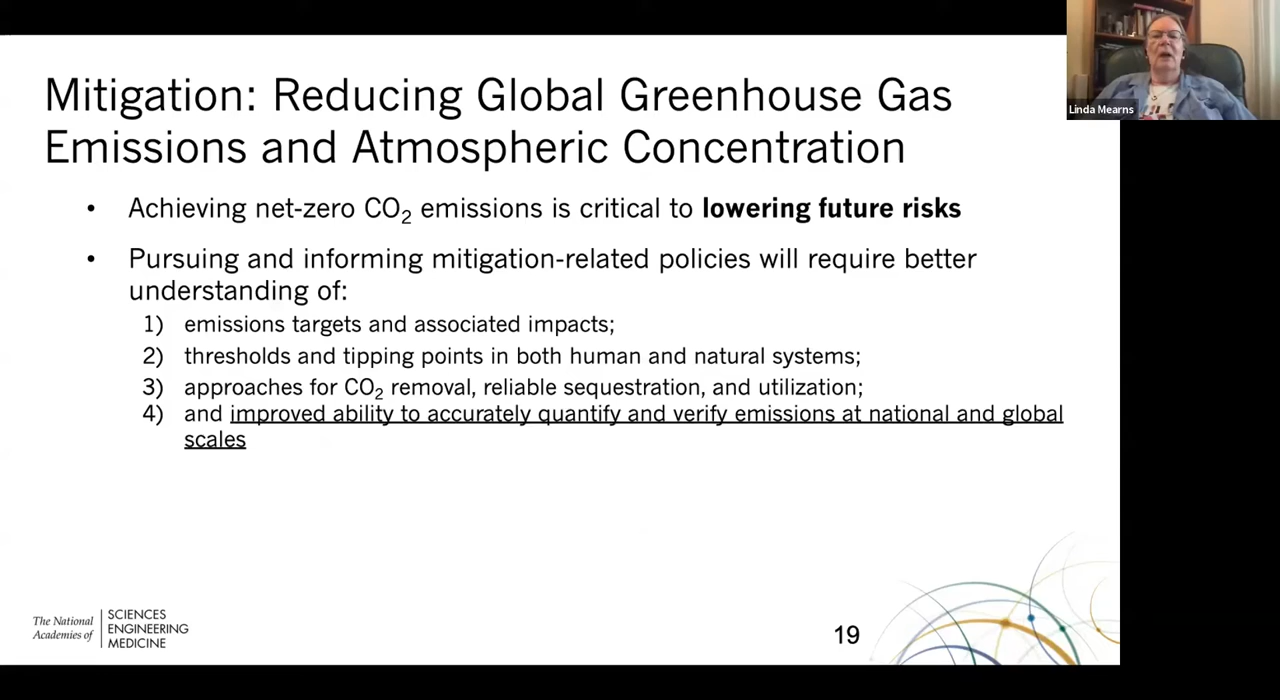 Mitigation: Reducing Global Greenhouse Gas
Emissions and Atmospheric Concentration
• Achieving net-zero CO₂ emissions is critical to lowering future risks
• Pursuing and informing mitigation-related policies will require better
understanding of:
1) emissions targets and associated impacts;
2) thresholds and tipping points in both human and natural systems;
3) approaches for CO₂ removal, reliable sequestration, and utilization;
4) and improved ability to accurately quantify and verify emissions at national and global
scales
The National
Academies of
SCIENCES
ENGINEERING
MEDICINE
19
Linda Mearns